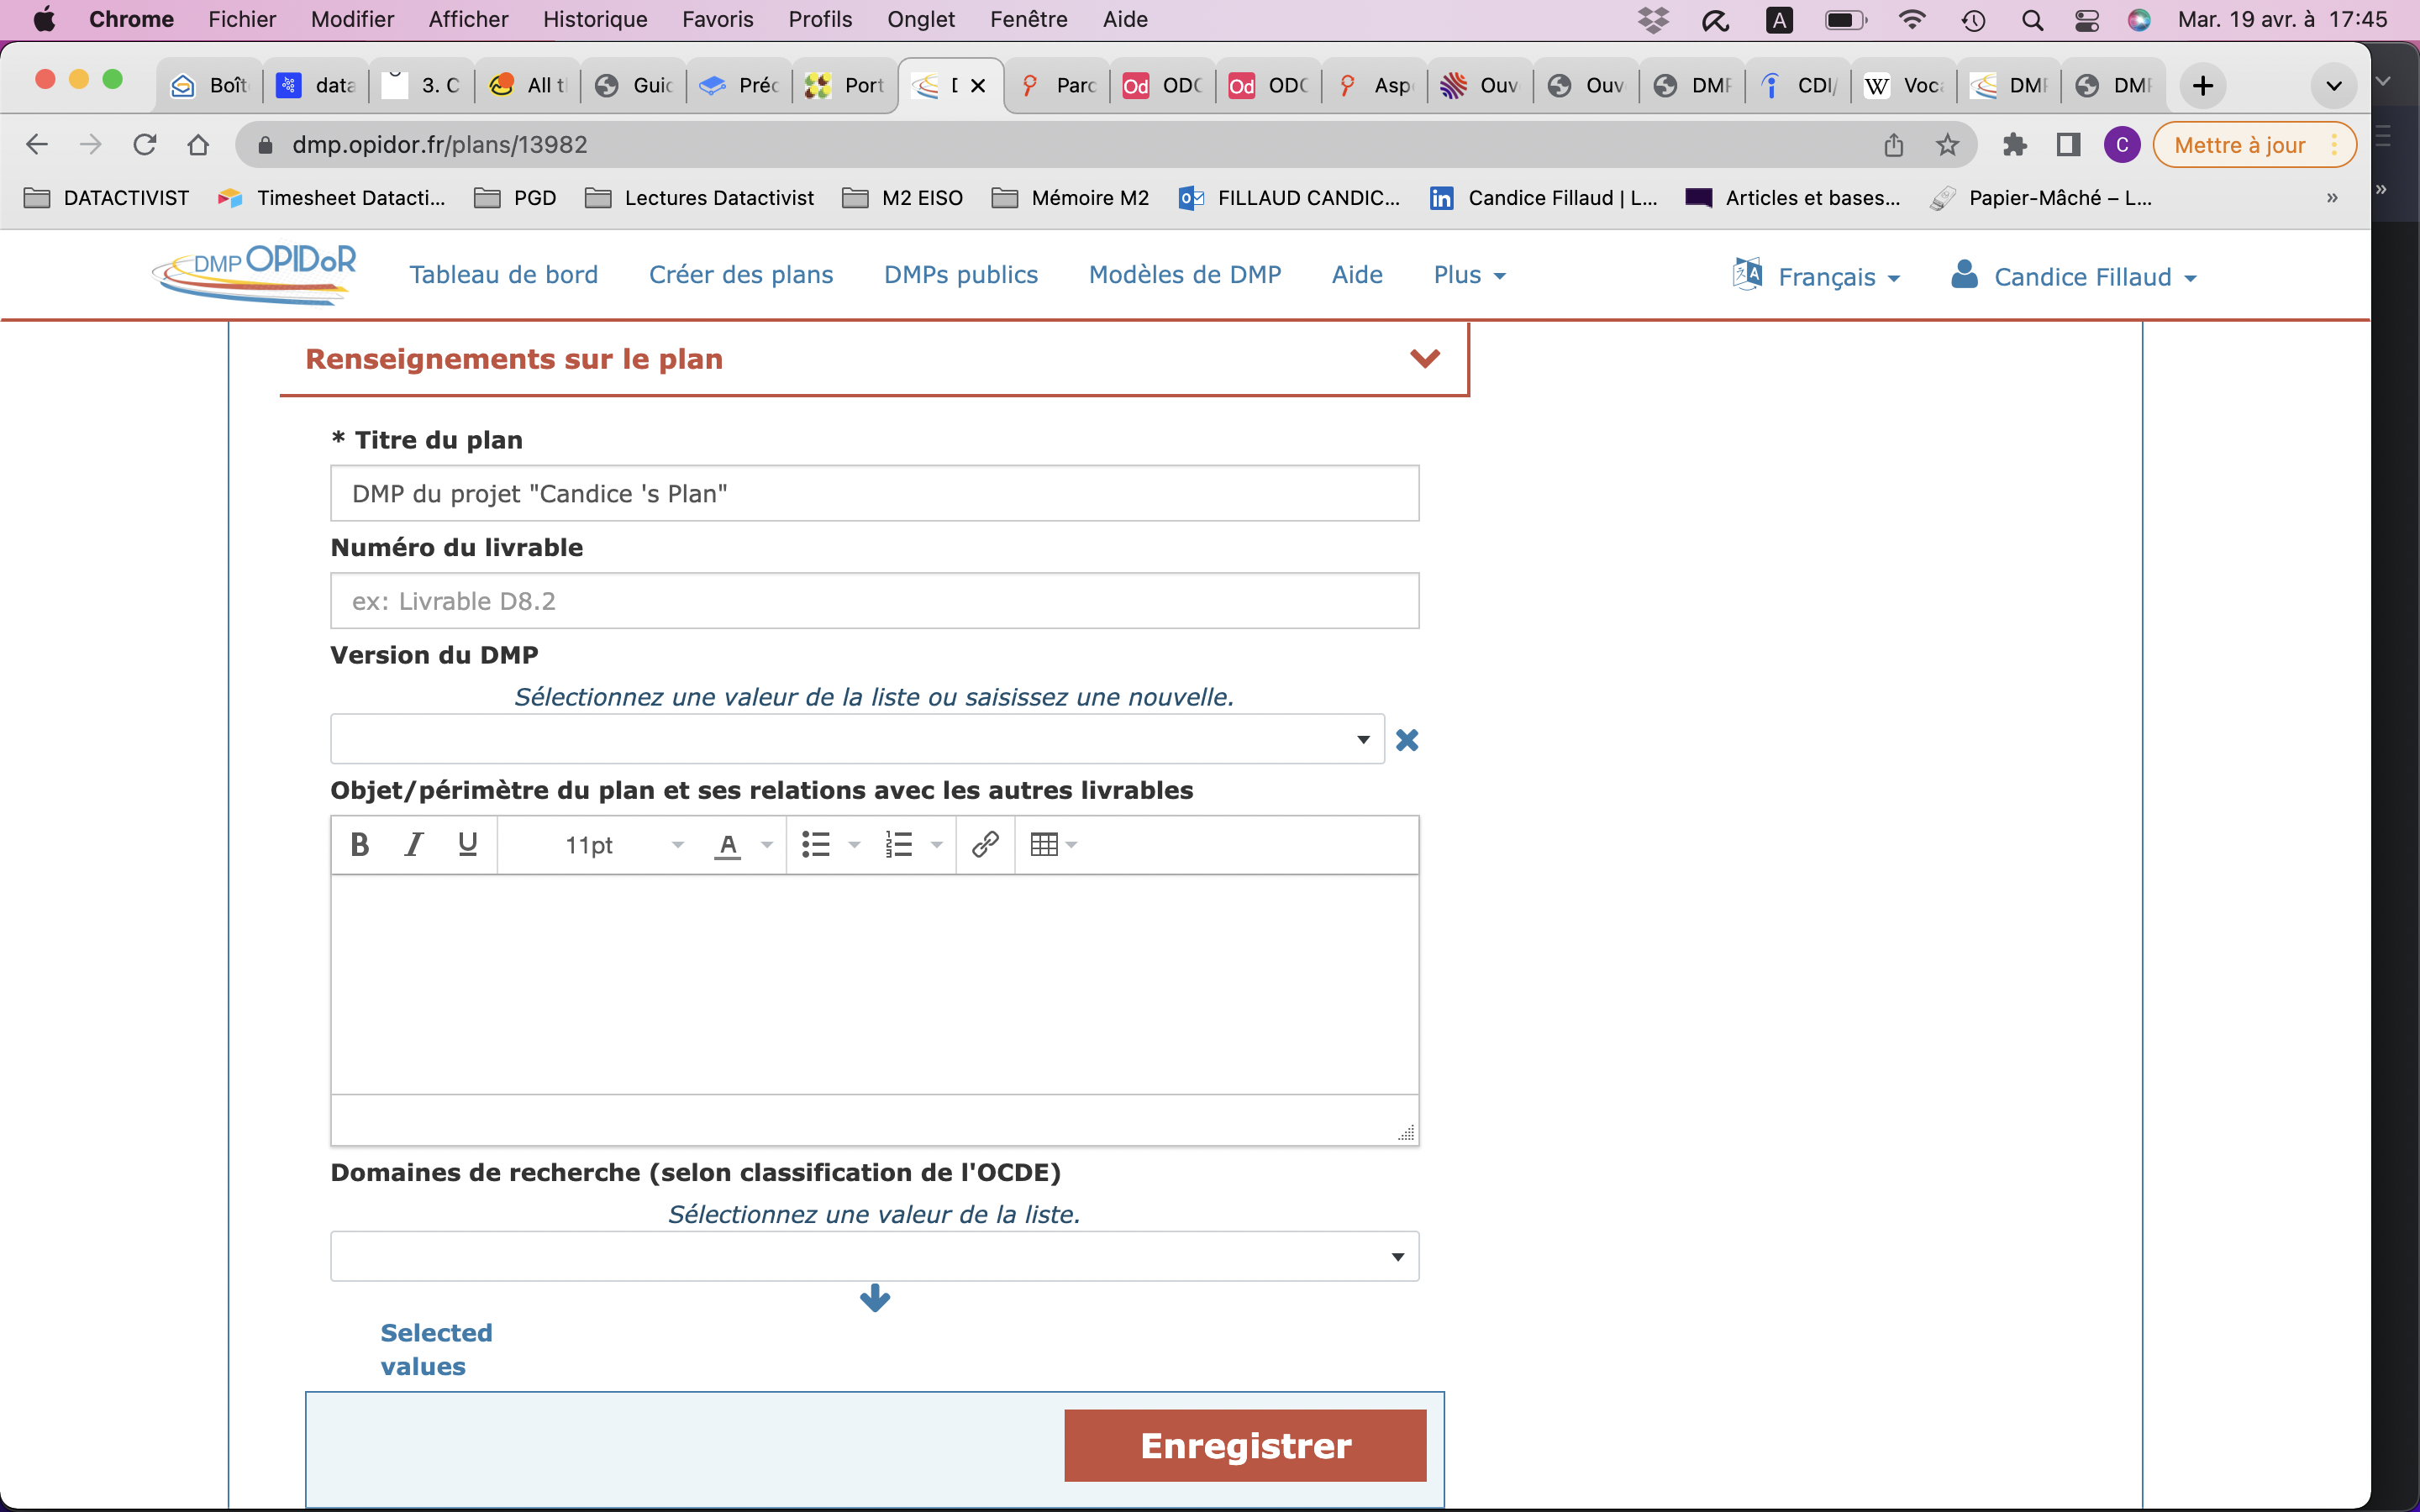 Chrome Fichier Modifier Afficher Historique Favoris Profils Onglet Fenêtre Aide A Mar. 19 avr. à 17:45
Boît data 3. C All t Guid Préc Port Parc Od ODC Od ODC Asp Ouv Ouv DMP CDI/ W Voca DMP DMP
dmp.opidor.fr/plans/13982 C Mettre à jour
DATACTIVIST Timesheet Datacti... PGD Lectures Datactivist M2 EISO Mémoire M2 FILLAUD CANDIC... in Candice Fillaud | L... Articles et bases... Papier-Mâché – L... »
DMP OPIDoR Tableau de bord Créer des plans DMPs publics Modèles de DMP Aide Plus Français Candice Fillaud
Renseignements sur le plan
* Titre du plan
DMP du projet "Candice 's Plan"
Numéro du livrable
ex: Livrable D8.2
Version du DMP
Sélectionnez une valeur de la liste ou saisissez une nouvelle.
Objet/périmètre du plan et ses relations avec les autres livrables
B I U 11pt A
Domaines de recherche (selon classification de l'OCDE)
Sélectionnez une valeur de la liste.
Selected
values
Enregistrer